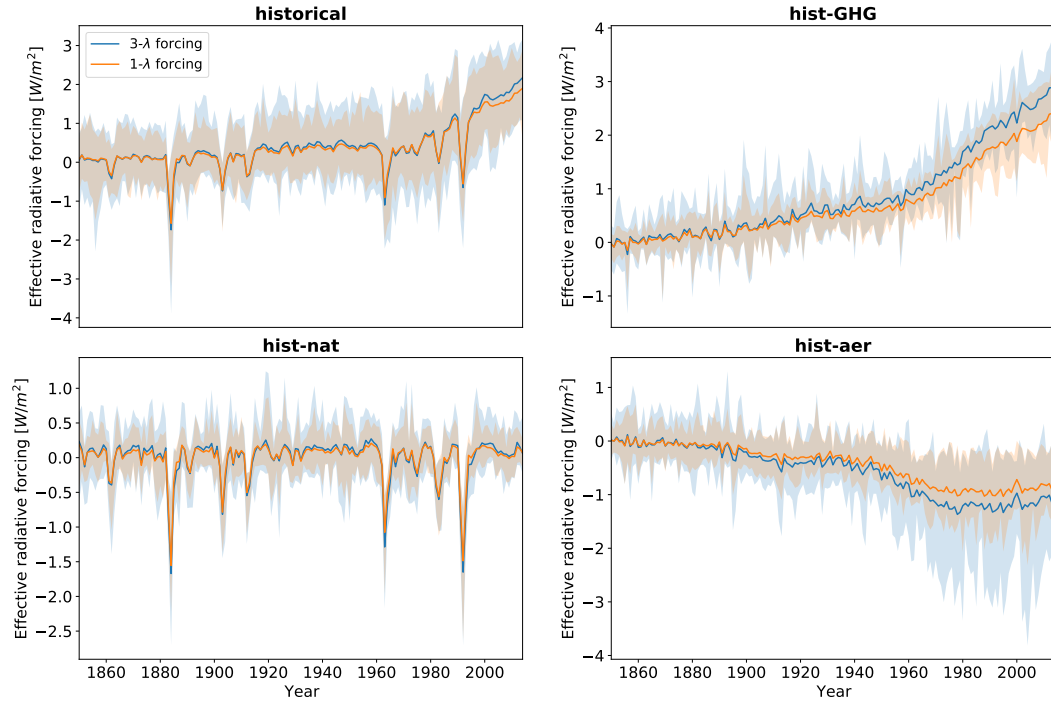 historical
Effective radiative forcing [W/m²]
3
2
1
0
−1
−2
−3
−4
3-λ forcing
1-λ forcing
hist-GHG
Effective radiative forcing [W/m²]
4
3
2
1
0
−1
hist-nat
Effective radiative forcing [W/m²]
1.0
0.5
0.0
−0.5
−1.0
−1.5
−2.0
−2.5
1860 1880 1900 1920 1940 1960 1980 2000
Year
hist-aer
Effective radiative forcing [W/m²]
1
0
−1
−2
−3
−4
1860 1880 1900 1920 1940 1960 1980 2000
Year